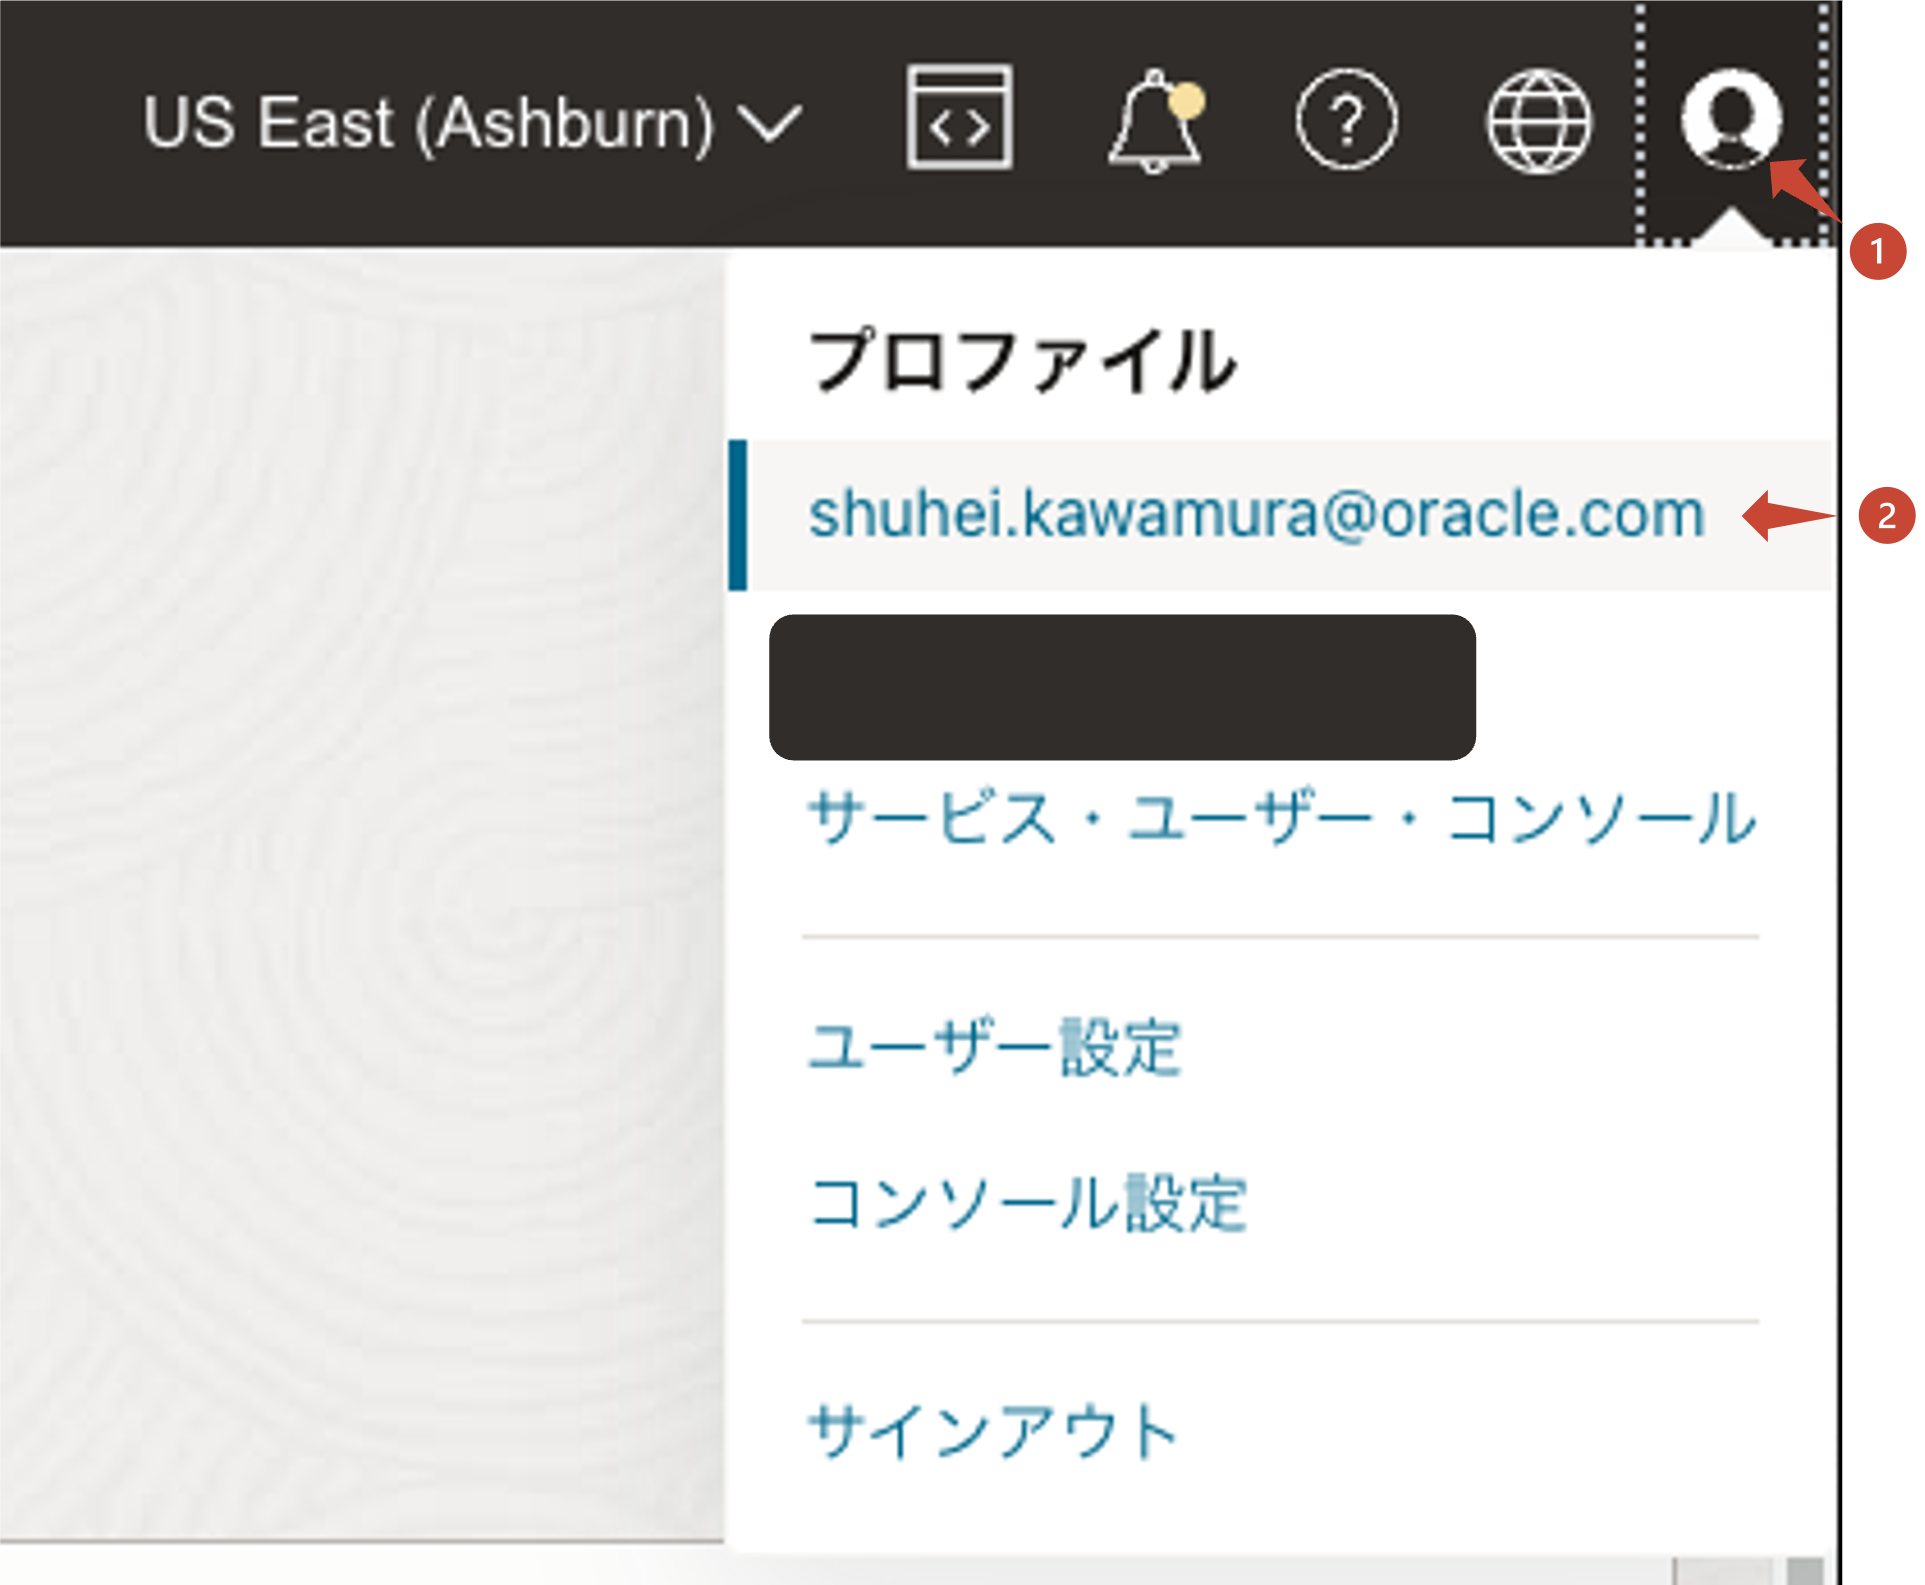 US East (Ashburn)
1
プロファイル
shuhei.kawamura@oracle.com
2
サービス・ユーザー・コンソール
ユーザー設定
コンソール設定
サインアウト